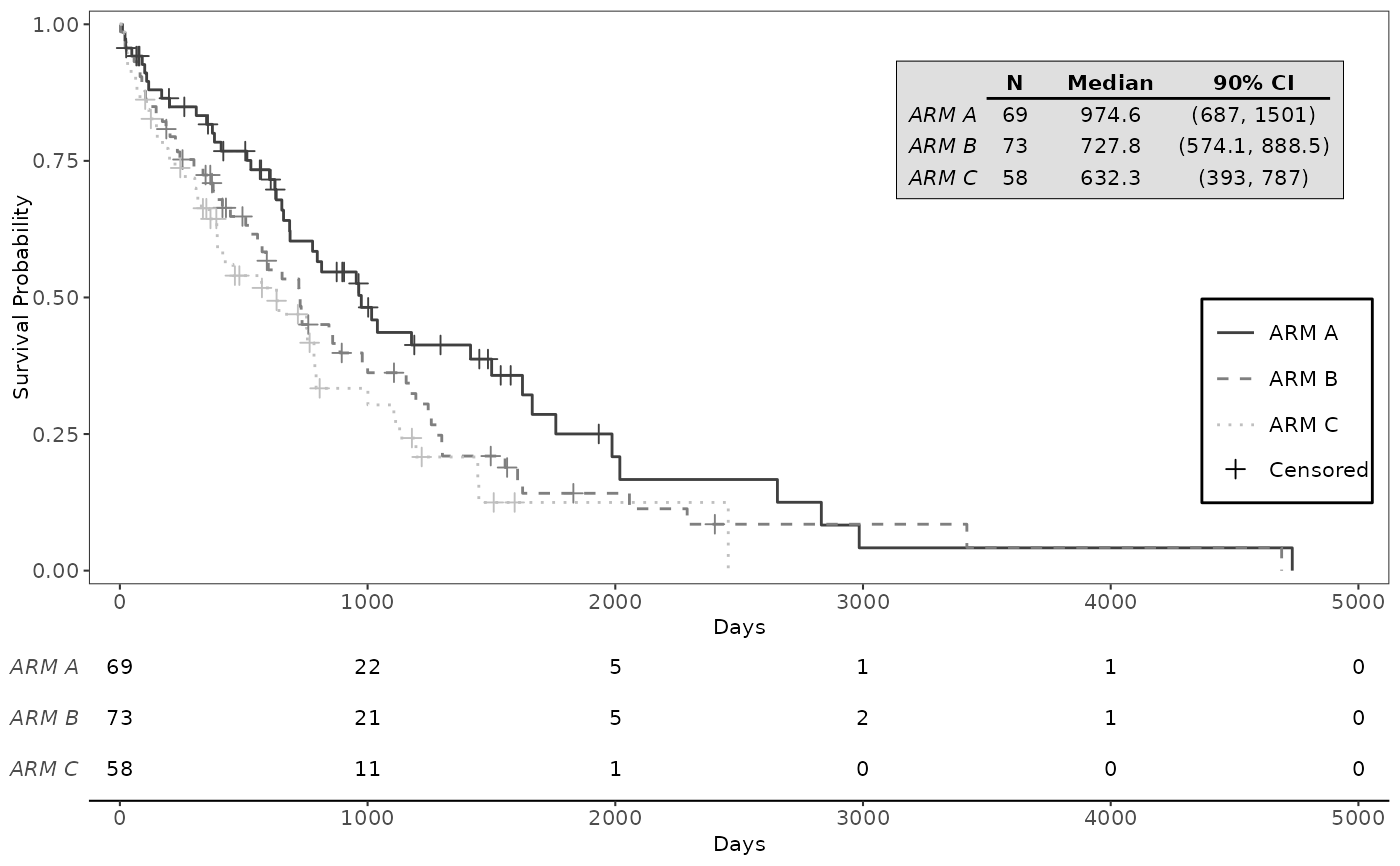 1.00
0.75
0.50
0.25
0.00
Survival Probability
N Median 90% CI
ARM A 69 974.6 (687, 1501)
ARM B 73 727.8 (574.1, 888.5)
ARM C 58 632.3 (393, 787)
ARM A
ARM B
ARM C
Censored
0 1000 2000 3000 4000 5000
Days
ARM A 69 22 5 1 1 0
ARM B 73 21 5 2 1 0
ARM C 58 11 1 0 0 0
0 1000 2000 3000 4000 5000
Days